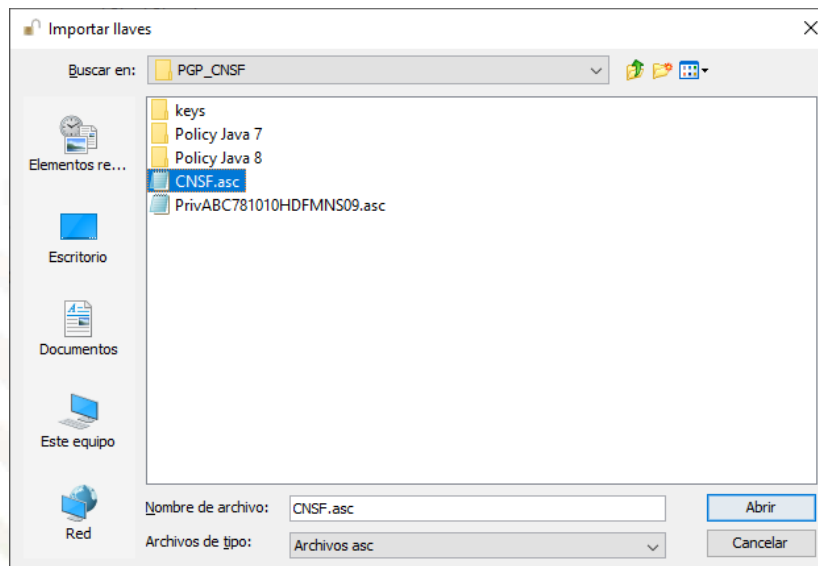 Importar llaves
Buscar en:
PGP_CNSF
keys
Policy Java 7
Policy Java 8
CNSF.asc
PrivABC781010HDFMNS09.asc
Elementos re...
Escritorio
Documentos
Este equipo
Red
Nombre de archivo:
CNSF.asc
Abrir
Archivos de tipo:
Archivos asc
Cancelar